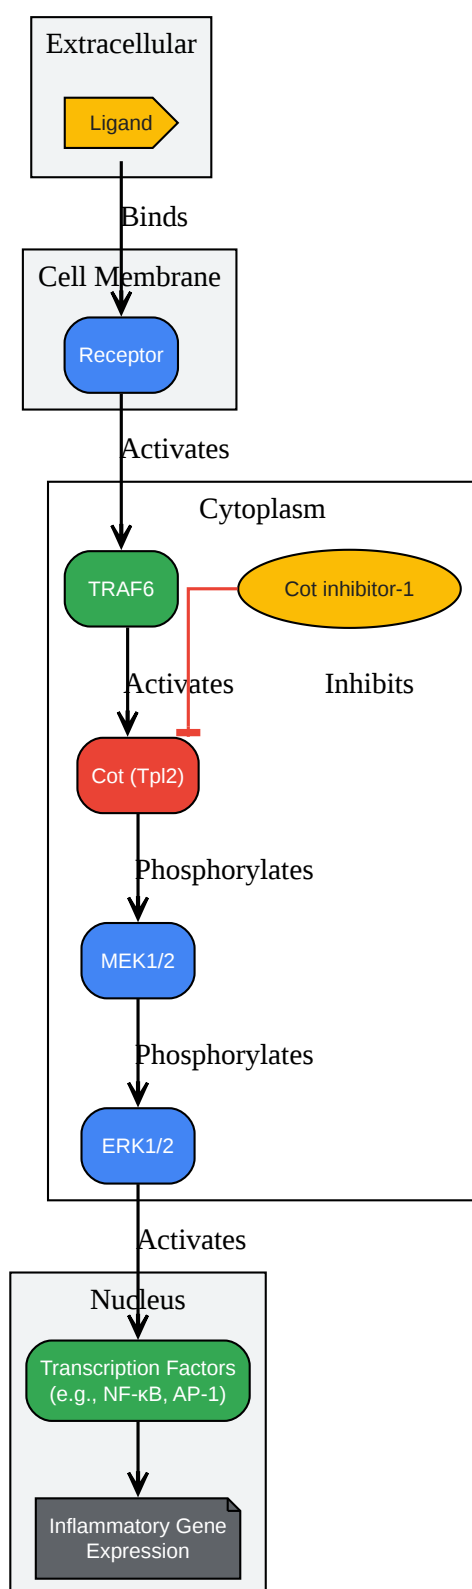 Extracellular
Ligand
Binds
Cell Membrane
Receptor
Activates
Cytoplasm
TRAF6
Cot inhibitor-1
Activates
Inhibits
Cot (Tpl2)
Phosphorylates
MEK1/2
Phosphorylates
ERK1/2
Activates
Nucleus
Transcription Factors
(e.g., NF-κB, AP-1)
Inflammatory Gene
Expression